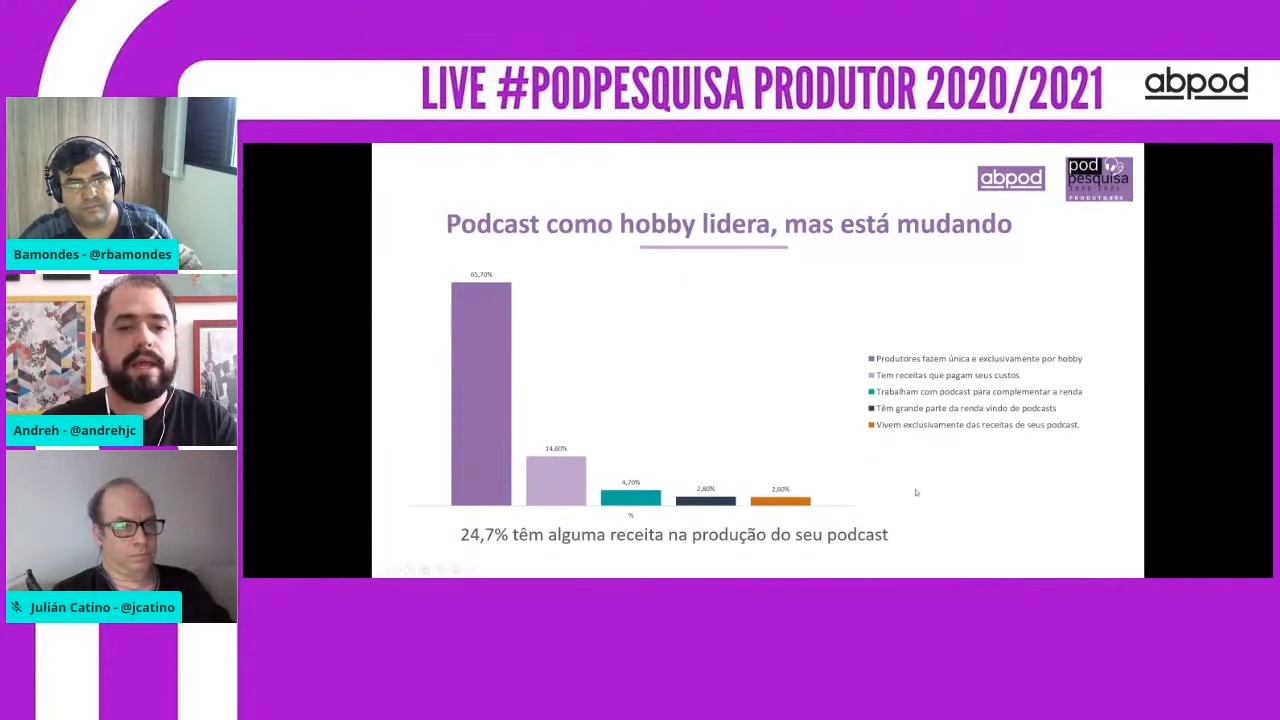 LIVE #PODPESQUISA PRODUTOR 2020/2021
abpod
Bamondes - @rbamondes
Andreh - @andrehjc
Julián Catino - @jcatino
abpod
pod
pesquisa
2020-2021
PRODUTORES
Podcast como hobby lidera, mas está mudando
65,70%
14,60%
4,70%
2,80%
2,60%
%
Produtores fazem única e exclusivamente por hobby
Tem receitas que pagam seus custos
Trabalham com podcast para complementar a renda
Têm grande parte da renda vindo de podcasts
Vivem exclusivamente das receitas de seus podcast.
24,7% têm alguma receita na produção do seu podcast